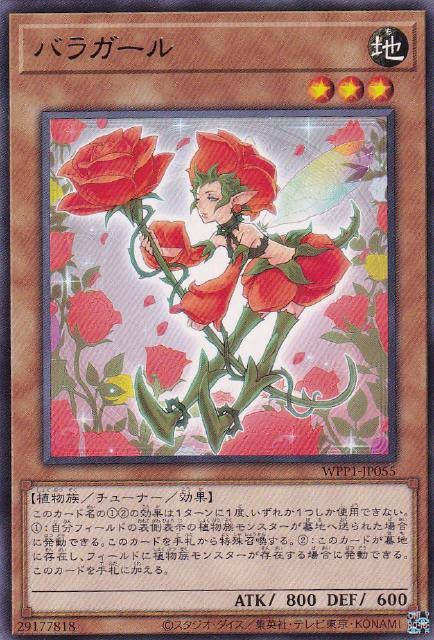 バラガール
地
WPP1-JP055
【植物族／チューナー／効果】
このカード名の①②の効果は1ターンに1度、いずれか1つしか使用できない。
①：自分フィールドの表側表示の植物族モンスターが墓地へ送られた場合
に発動できる。このカードを手札から特殊召喚する。②：このカードが墓地
に存在し、フィールドに植物族モンスターが存在する場合に発動できる。
このカードを手札に加える。
ATK/ 800 DEF/ 600
29177818
©スタジオ・ダイス／集英社・テレビ東京・KONAMI